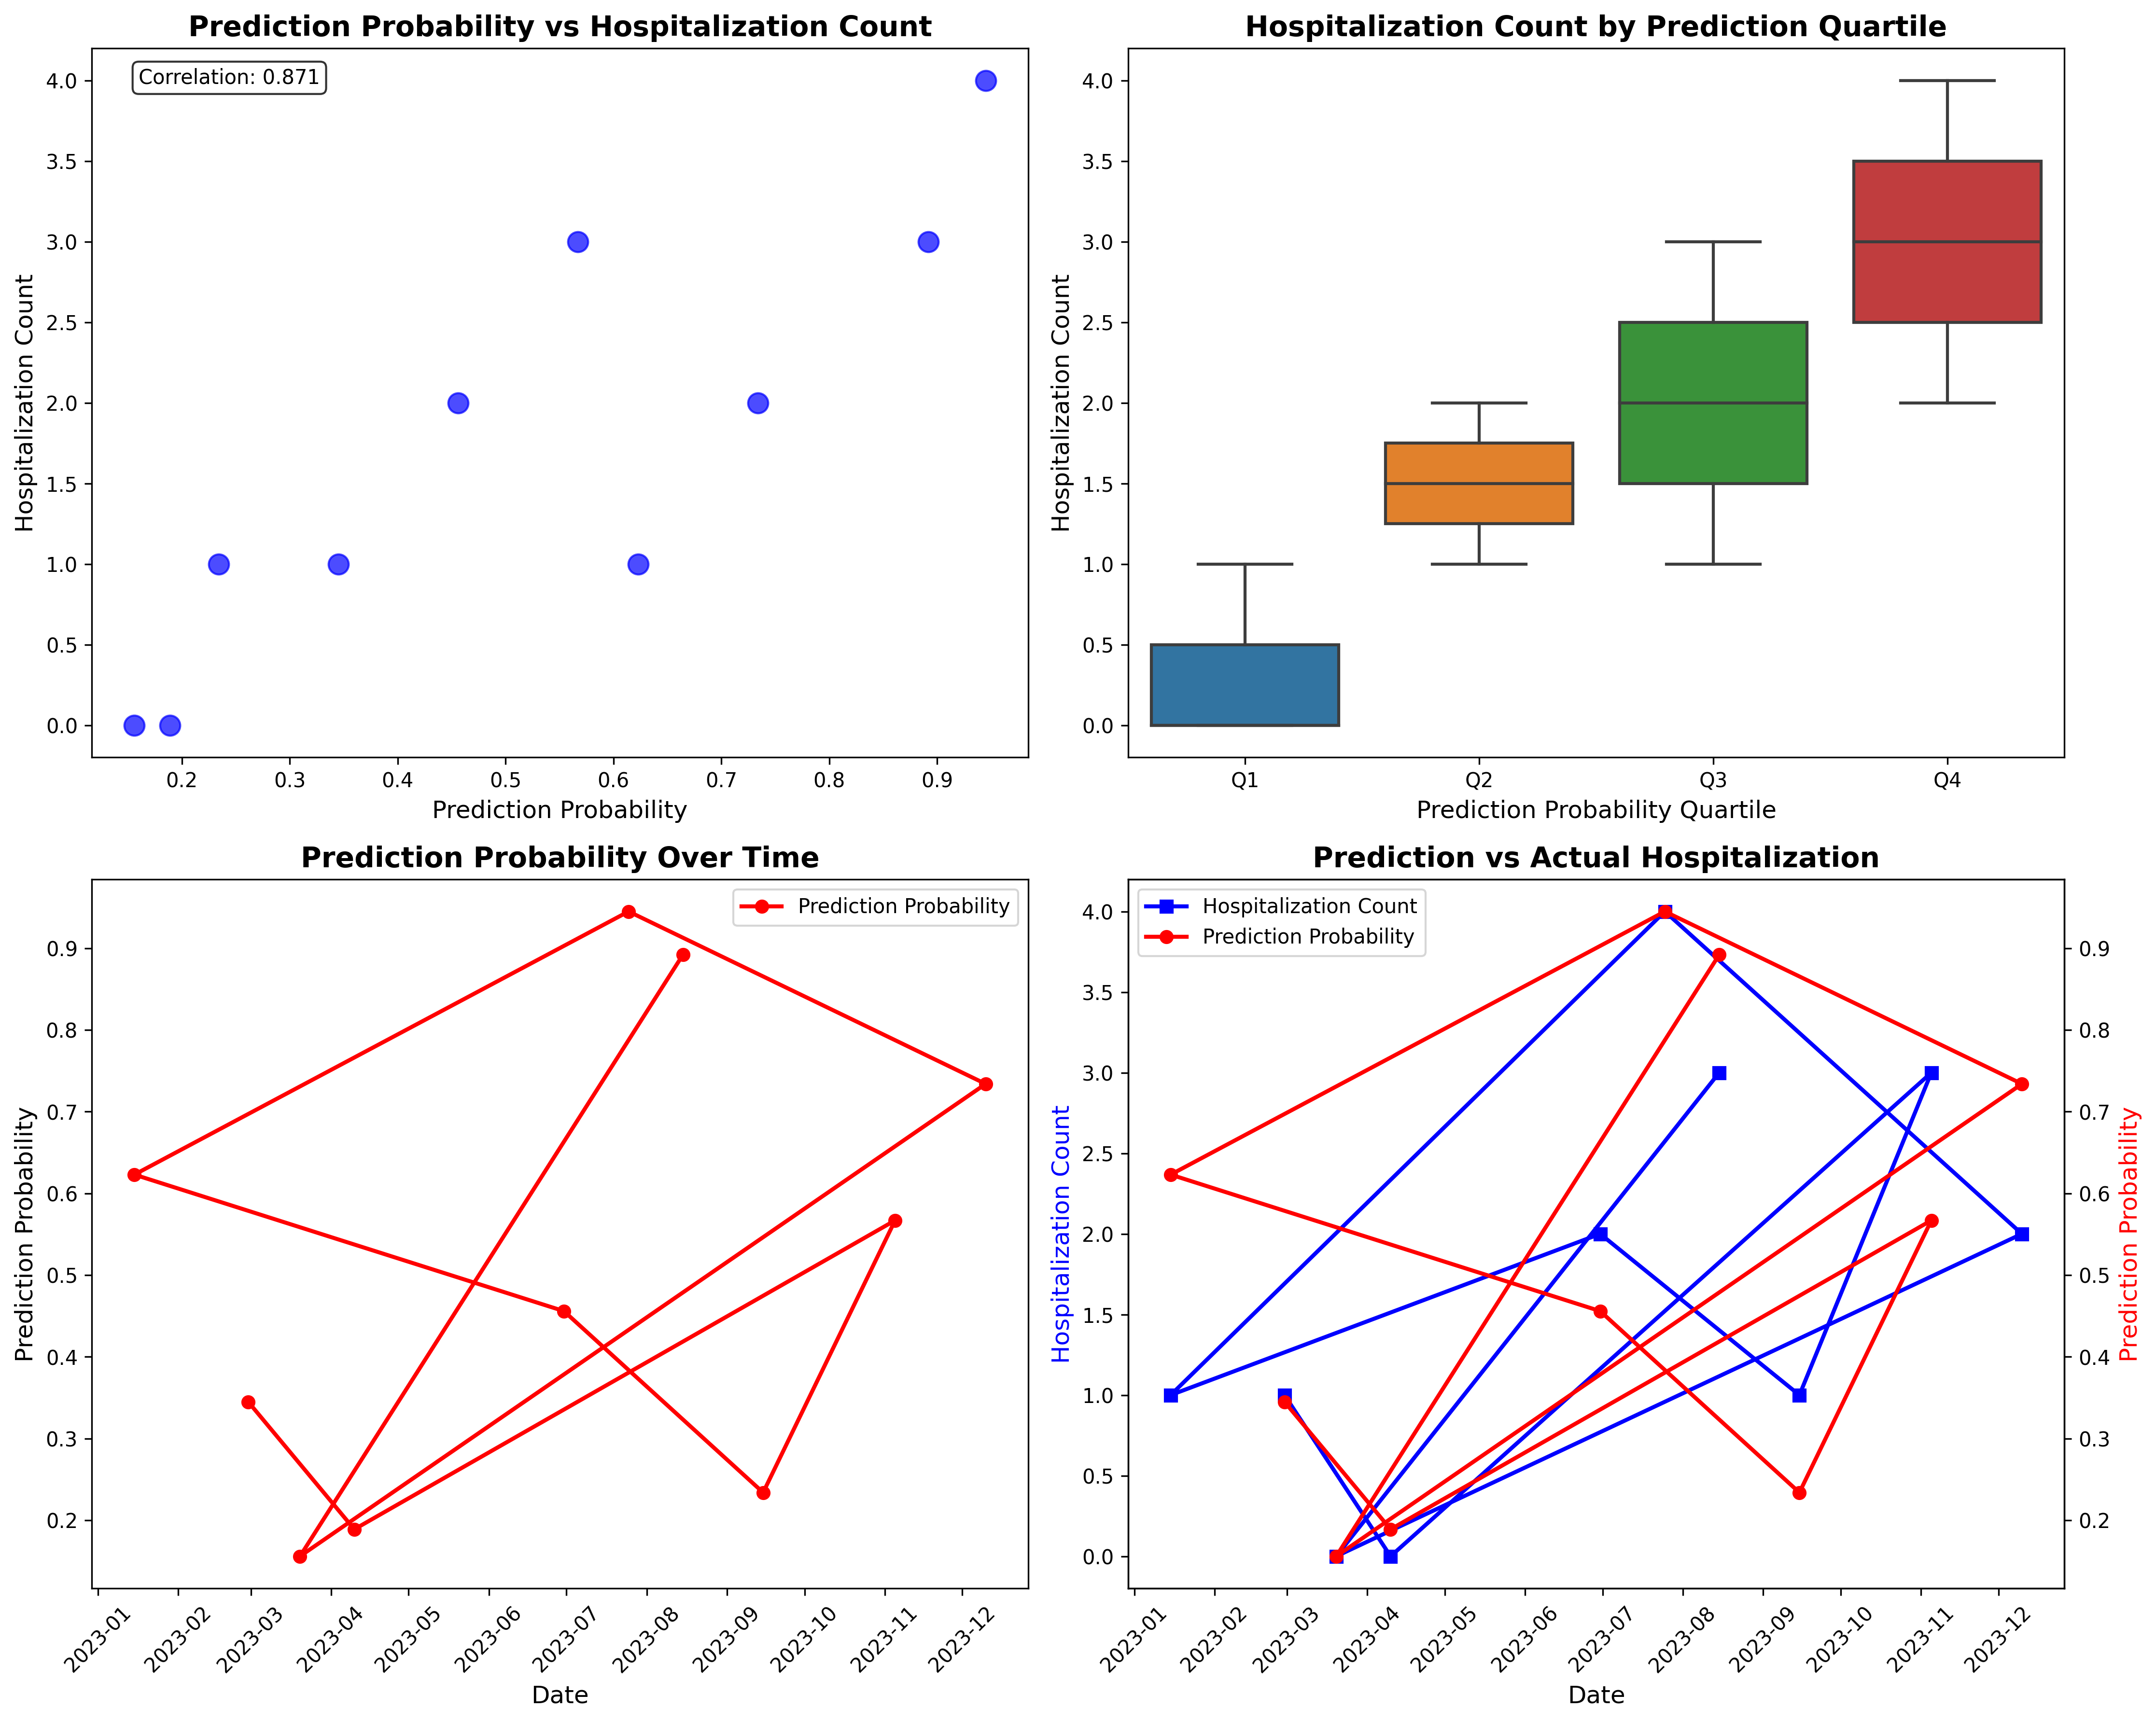 Prediction Probability vs Hospitalization Count
Correlation: 0.871
Hospitalization Count
4.0
3.5
3.0
2.5
2.0
1.5
1.0
0.5
0.0
0.2 0.3 0.4 0.5 0.6 0.7 0.8 0.9
Prediction Probability
Hospitalization Count by Prediction Quartile
Hospitalization Count
4.0
3.5
3.0
2.5
2.0
1.5
1.0
0.5
0.0
Q1 Q2 Q3 Q4
Prediction Probability Quartile
Prediction Probability Over Time
Prediction Probability
Prediction Probability
0.9
0.8
0.7
0.6
0.5
0.4
0.3
0.2
2023-01 2023-02 2023-03 2023-04 2023-05 2023-06 2023-07 2023-08 2023-09 2023-10 2023-11 2023-12
Date
Prediction vs Actual Hospitalization
Hospitalization Count
Prediction Probability
Hospitalization Count
4.0
3.5
3.0
2.5
2.0
1.5
1.0
0.5
0.0
0.9
0.8
0.7
0.6
0.5
0.4
0.3
0.2
Prediction Probability
2023-01 2023-02 2023-03 2023-04 2023-05 2023-06 2023-07 2023-08 2023-09 2023-10 2023-11 2023-12
Date